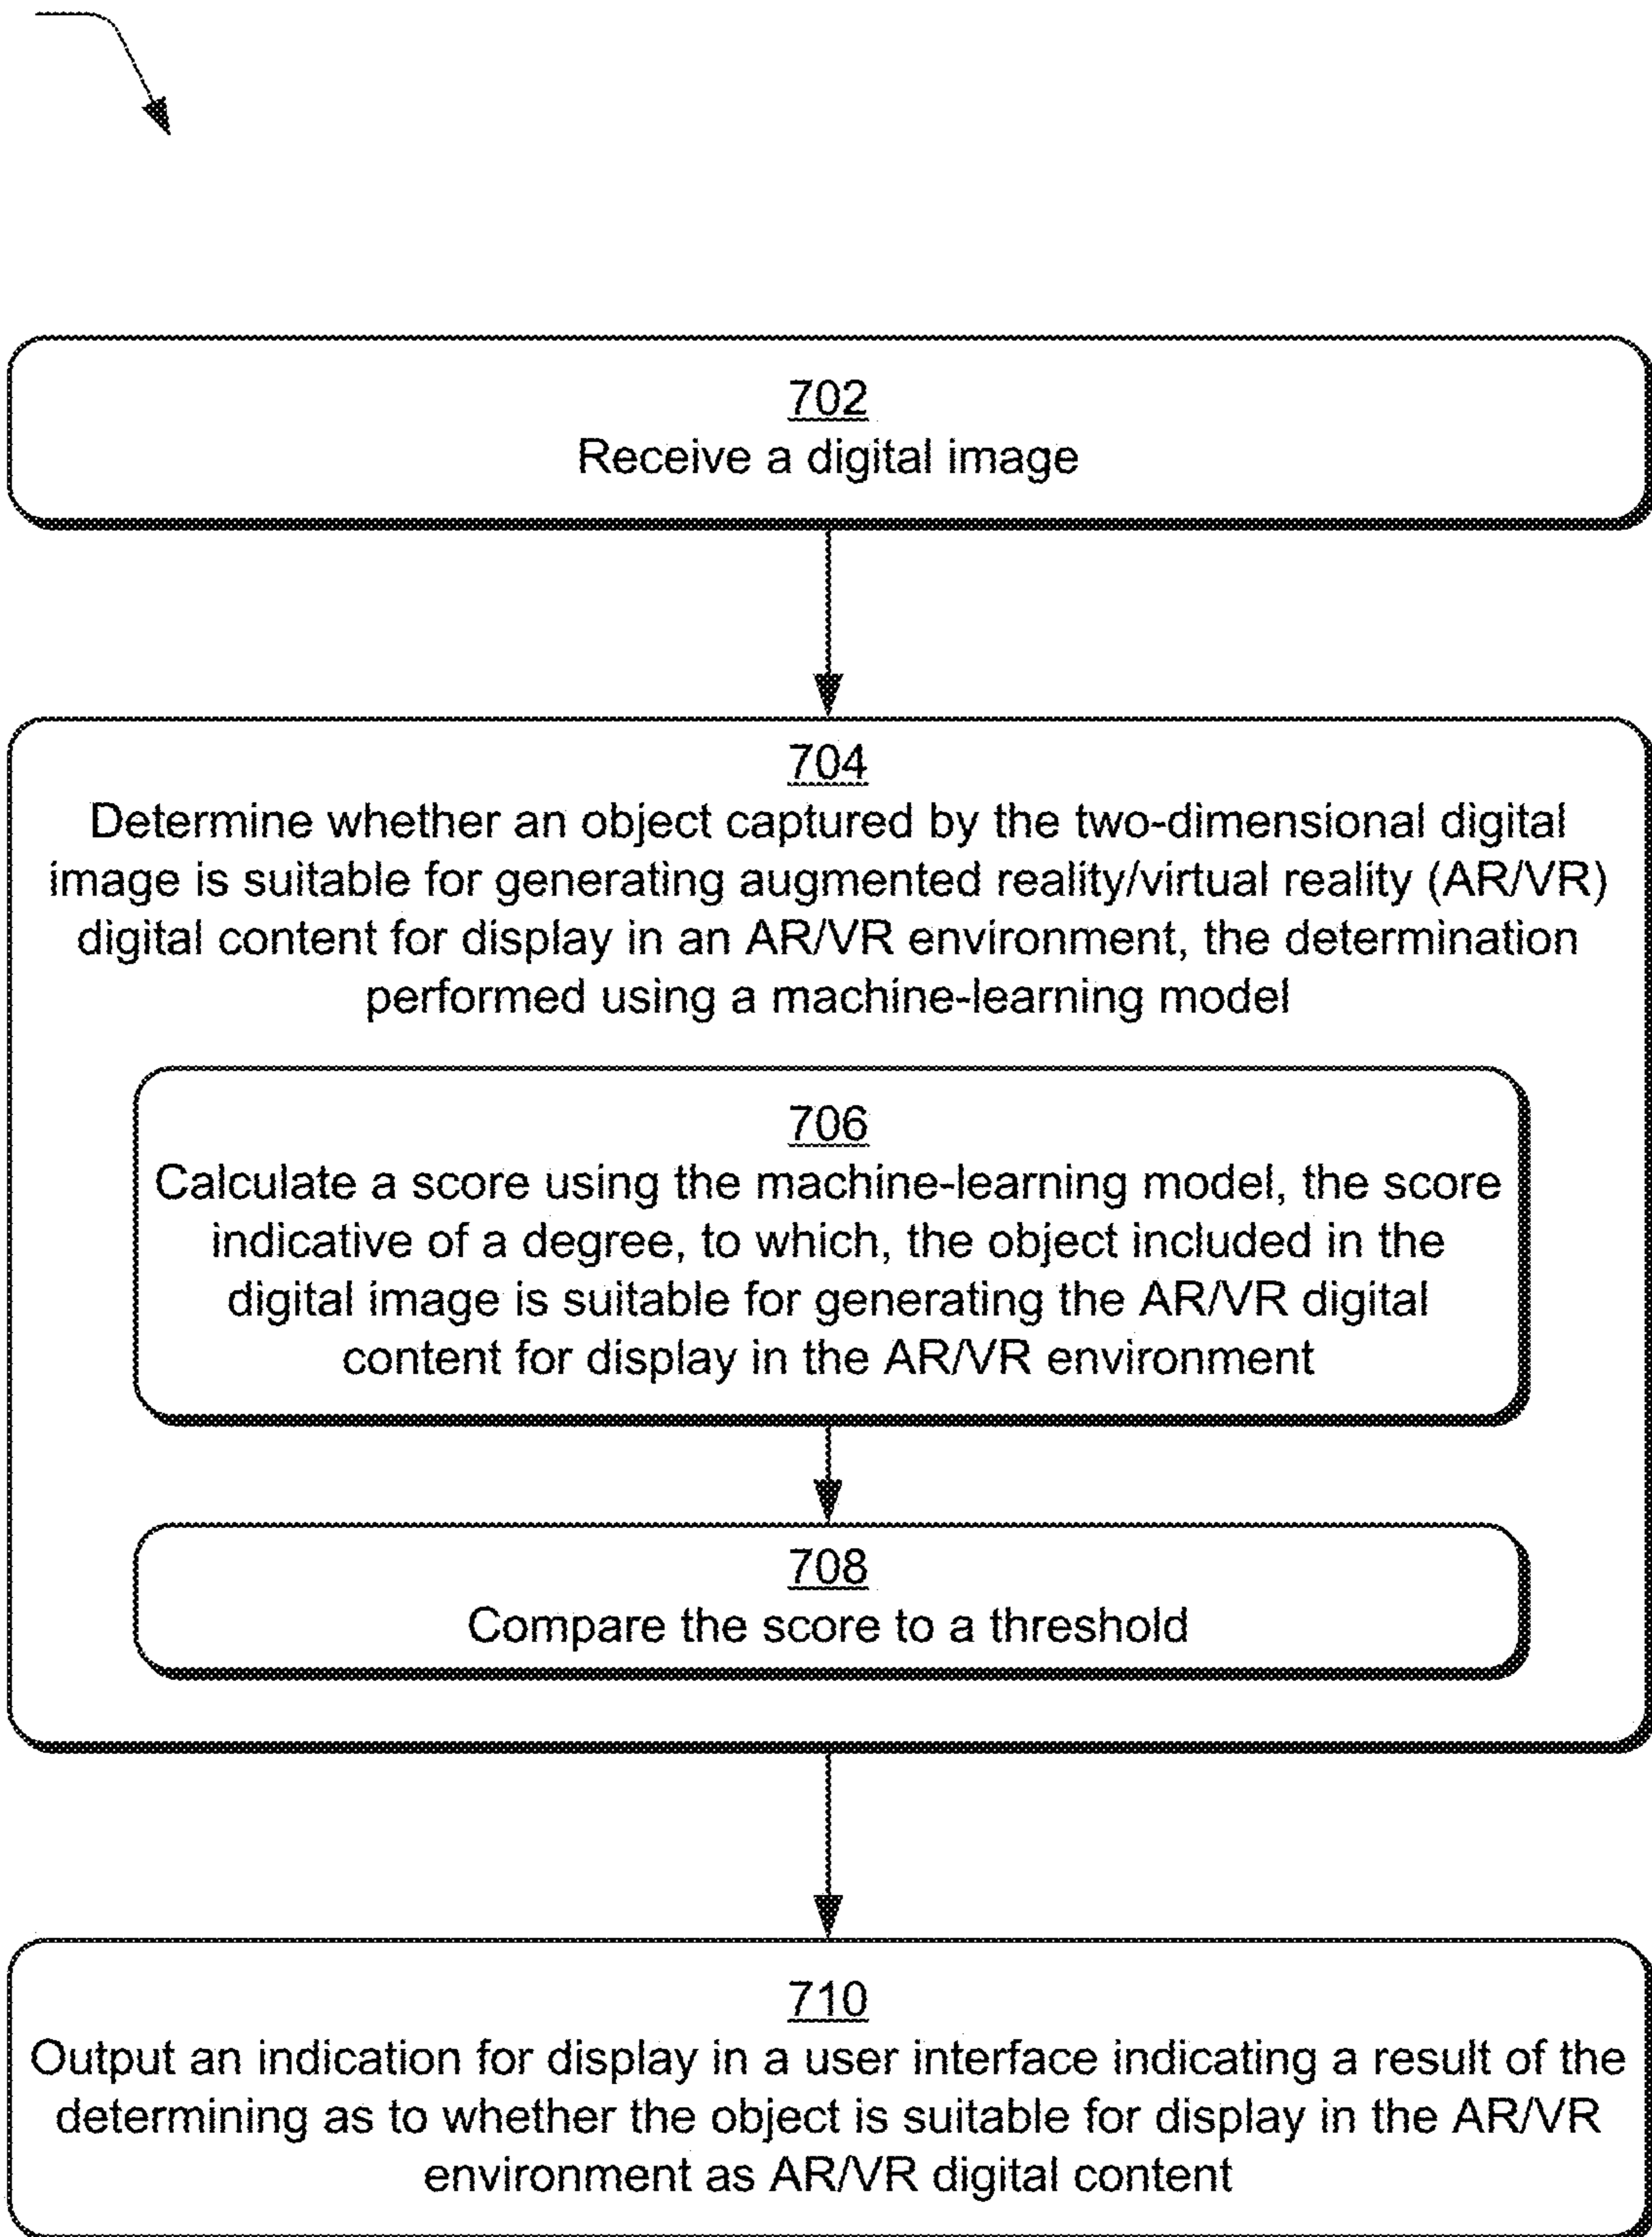 702
Receive a digital image
704
Determine whether an object captured by the two-dimensional digital
image is suitable for generating augmented reality/virtual reality (AR/VR)
digital content for display in an AR/VR environment, the determination
performed using a machine-learning model
706
Calculate a score using the machine-learning model, the score
indicative of a degree, to which, the object included in the
digital image is suitable for generating the AR/VR digital
content for display in the AR/VR environment
708
Compare the score to a threshold
710
Output an indication for display in a user interface indicating a result of the
determining as to whether the object is suitable for display in the AR/VR
environment as AR/VR digital content